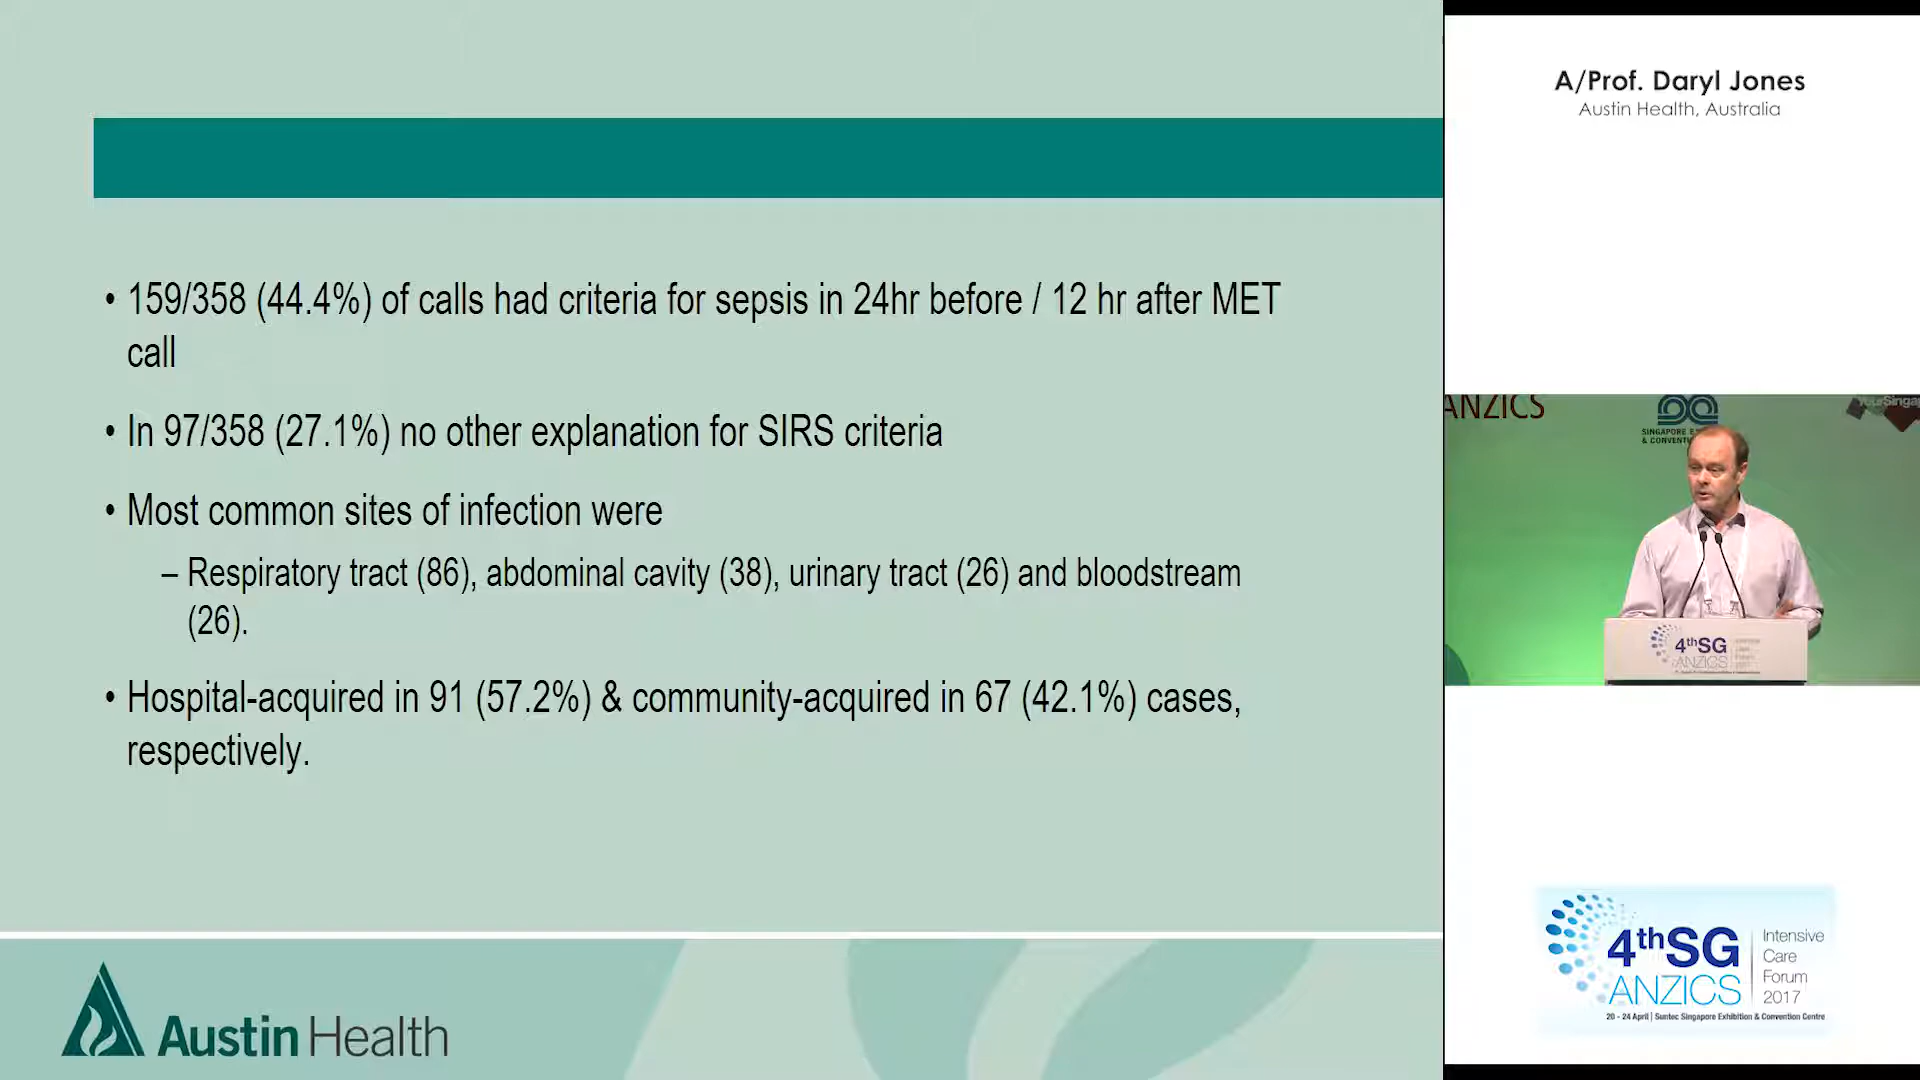 • 159/358 (44.4%) of calls had criteria for sepsis in 24hr before / 12 hr after MET
call
• In 97/358 (27.1%) no other explanation for SIRS criteria
• Most common sites of infection were
– Respiratory tract (86), abdominal cavity (38), urinary tract (26) and bloodstream
(26).
• Hospital-acquired in 91 (57.2%) & community-acquired in 67 (42.1%) cases,
respectively.
Austin Health
A/Prof. Daryl Jones
Austin Health, Australia
ANZICS
SINGAPORE
& CONVENT
4thSG
ANZICS
4thSG
ANZICS
Intensive
Care
Forum
2017
20 - 24 April | Suntec Singapore Exhibition & Convention Centre